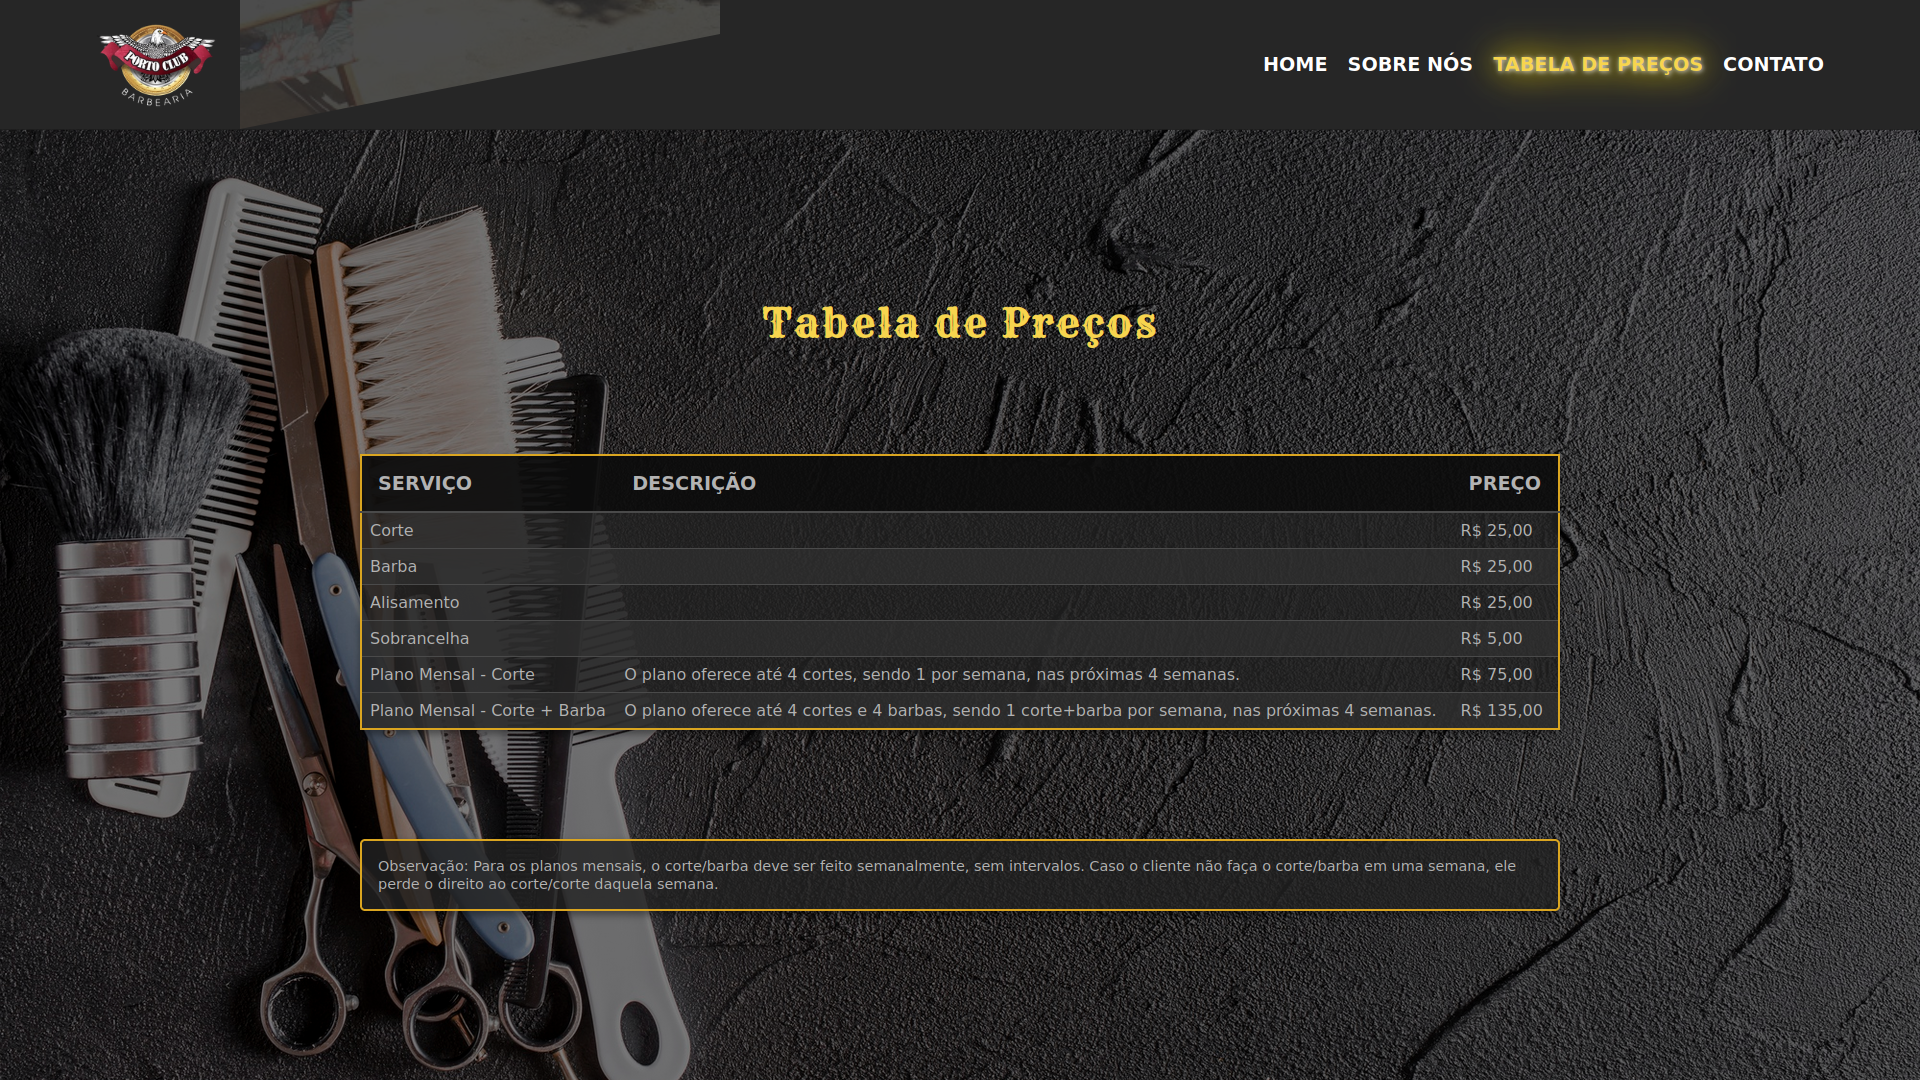 PORTO CLUB
BARBEARIA
HOME SOBRE NÓS TABELA DE PREÇOS CONTATO
Tabela de Preços
SERVIÇO DESCRIÇÃO PREÇO
Corte R$ 25,00
Barba R$ 25,00
Alisamento R$ 25,00
Sobrancelha R$ 5,00
Plano Mensal - Corte O plano oferece até 4 cortes, sendo 1 por semana, nas próximas 4 semanas. R$ 75,00
Plano Mensal - Corte + Barba O plano oferece até 4 cortes e 4 barbas, sendo 1 corte+barba por semana, nas próximas 4 semanas. R$ 135,00
Observação: Para os planos mensais, o corte/barba deve ser feito semanalmente, sem intervalos. Caso o cliente não faça o corte/barba em uma semana, ele
perde o direito ao corte/corte daquela semana.